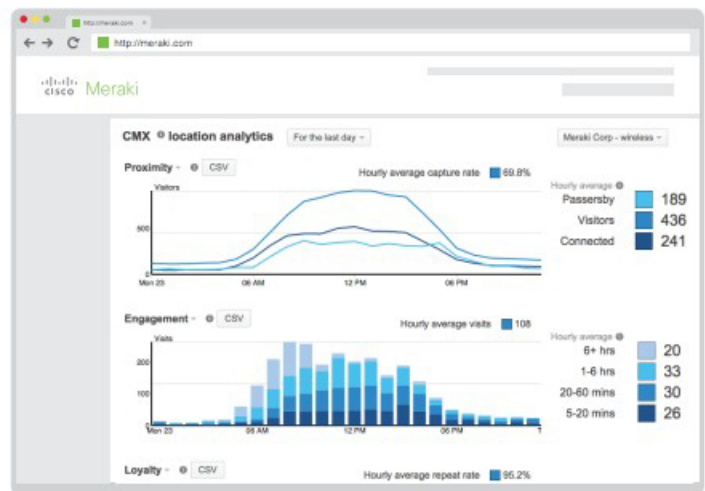 http://meraki.com
CISCO Meraki
CMX location analytics For the last day Meraki Corp - wireless
Proximity CSV Hourly average capture rate 69.8%
Visitors
500
0
Mon 23 06 AM 12 PM 06 PM
Hourly average
Passersby 189
Visitors 436
Connected 241
Engagement CSV Hourly average visits 108
Visits
200
100
0
Mon 23 06 AM 12 PM 06 PM T
Hourly average
6+ hrs 20
1-6 hrs 33
20-60 mins 30
5-20 mins 26
Loyalty CSV Hourly average repeat rate 95.2%